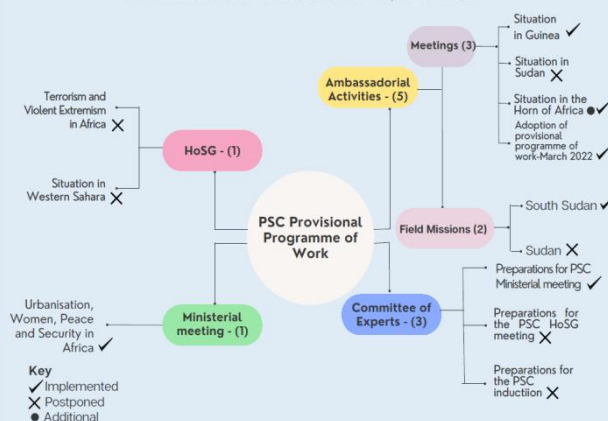 Meetings (3)
Situation
in Guinea ✓
Situation in
Sudan ✕
Situation in the
Horn of Africa ● ✓
Adoption of
provisional
programme of
work-March 2022 ✓
Ambassadorial
Activities - (5)
Terrorism and
Violent Extremism
in Africa ✕
HoSG - (1)
Situation in
Western Sahara ✕
PSC Provisional
Programme of
Work
Field Missions (2)
South Sudan ✓
Sudan ✕
Urbanisation,
Women, Peace
and Security in
Africa ✓
Ministerial
meeting - (1)
Committee of
Experts - (3)
Preparations for PSC
Ministerial meeting ✓
Preparations for
the PSC HoSG
meeting ✕
Preparations for
the PSC
inductiion ✕
Key
✓ Implemented
✕ Postponed
● Additional